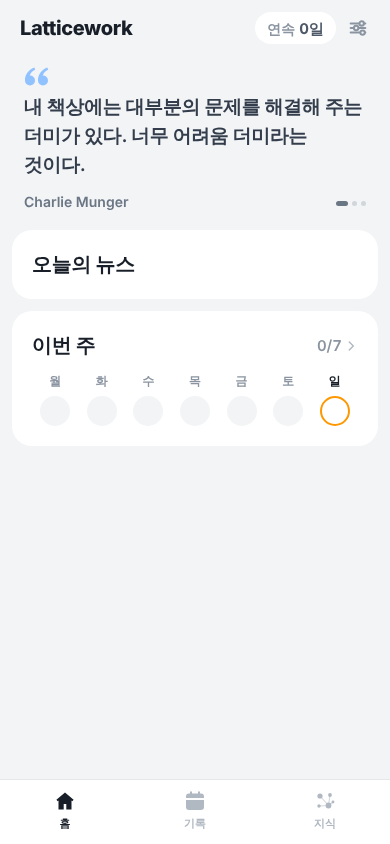 Latticework
연속 0일
내 책상에는 대부분의 문제를 해결해 주는
더미가 있다. 너무 어려움 더미라는
것이다.
Charlie Munger
오늘의 뉴스
이번 주
0/7
월 화 수 목 금 토 일
홈 기록 지식